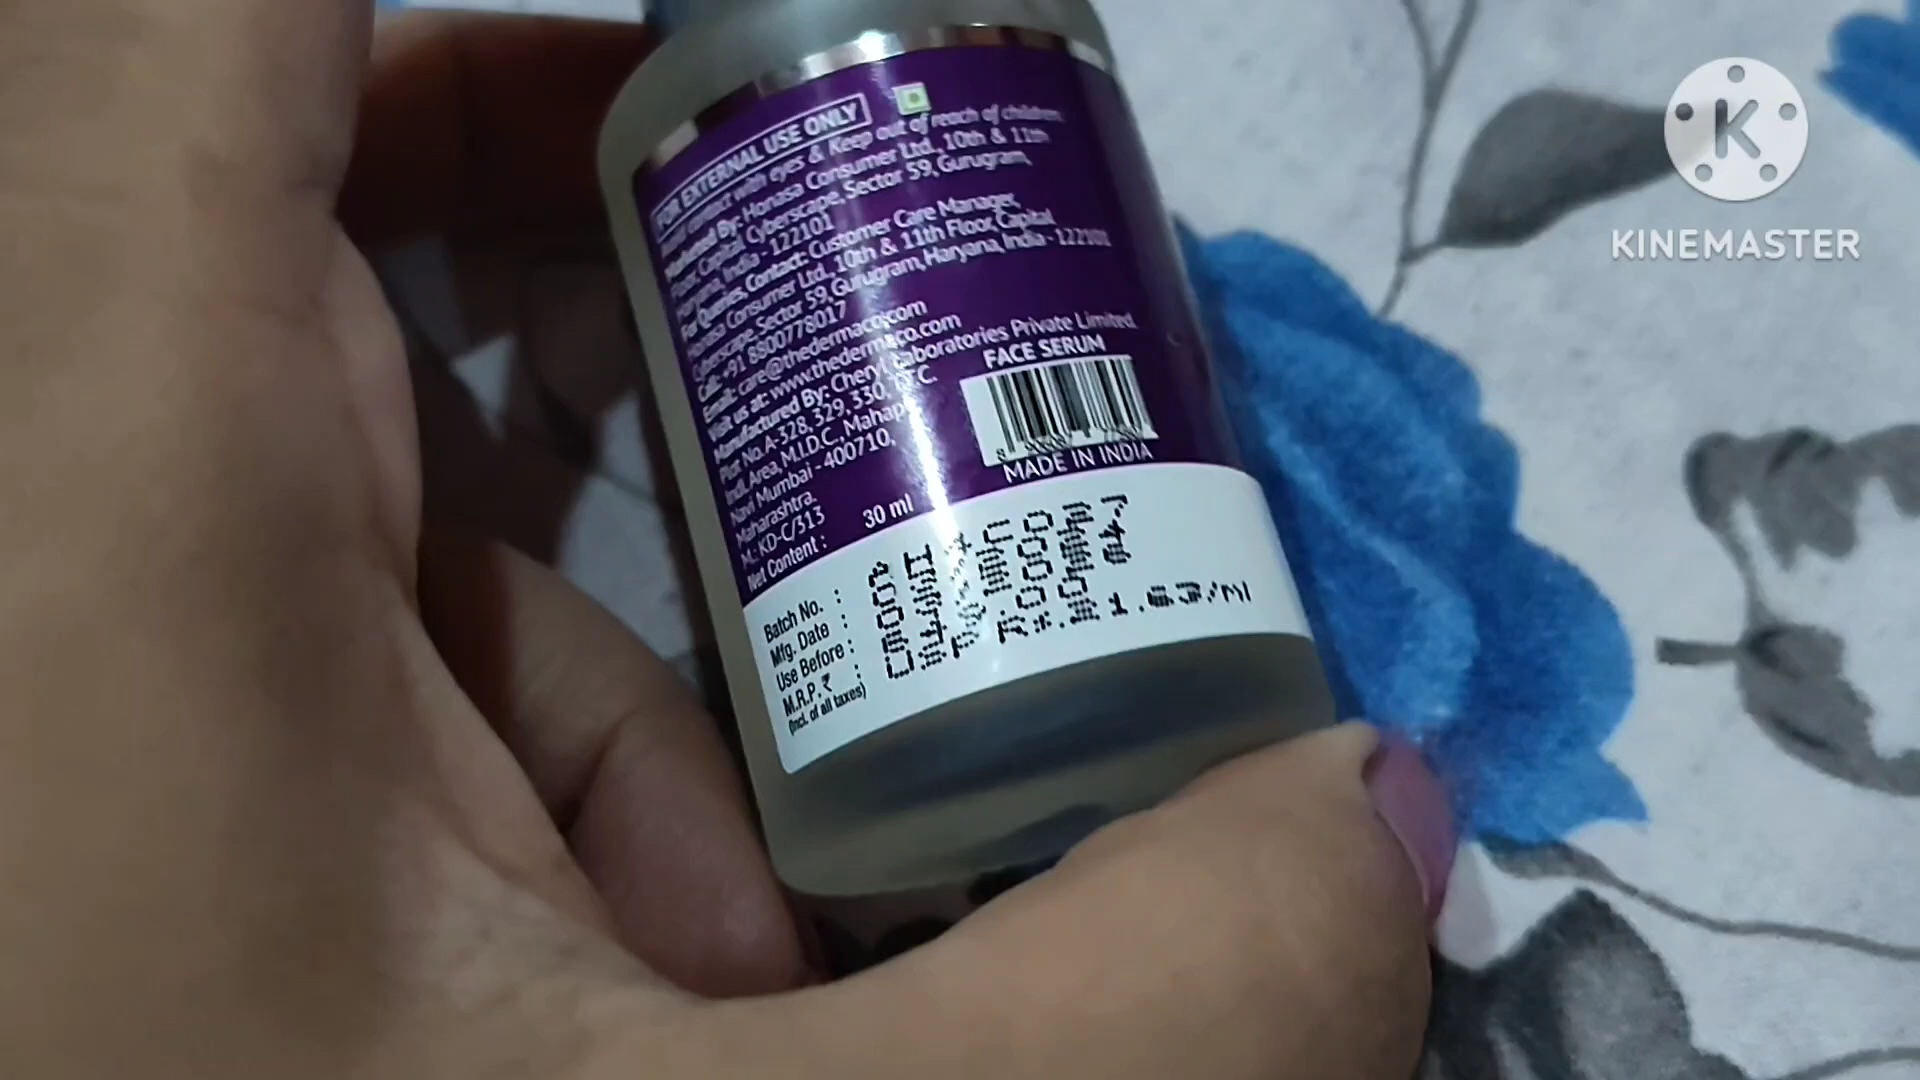 FOR EXTERNAL USE ONLY
contact with eyes & Keep out of reach of children.
Marketed By: Honasa Consumer Ltd., 10th & 11th
Floor, Capital Cyberscape, Sector 59, Gurugram,
Haryana, India - 122101
For Queries, Contact: Customer Care Manager,
Honasa Consumer Ltd., 10th & 11th Floor, Capital
Cyberscape, Sector 59, Gurugram, Haryana, India - 122101
Call: +91 8800778017
Email: care@thedermaco.com
Visit us at: www.thedermaco.com
Manufactured By: Cheryl Laboratories Private Limited.
Plot No. A-328, 329, 330, T.T.C.
Indl. Area, M.I.D.C., Mahape
Navi Mumbai - 400710,
Maharashtra.
M.: KD-C/313
Net Content : 30 ml
FACE SERUM
MADE IN INDIA
Batch No. :
Mfg. Date :
Use Before :
M.R.P.₹ :
(Incl. of all taxes)
/ml
KINEMASTER